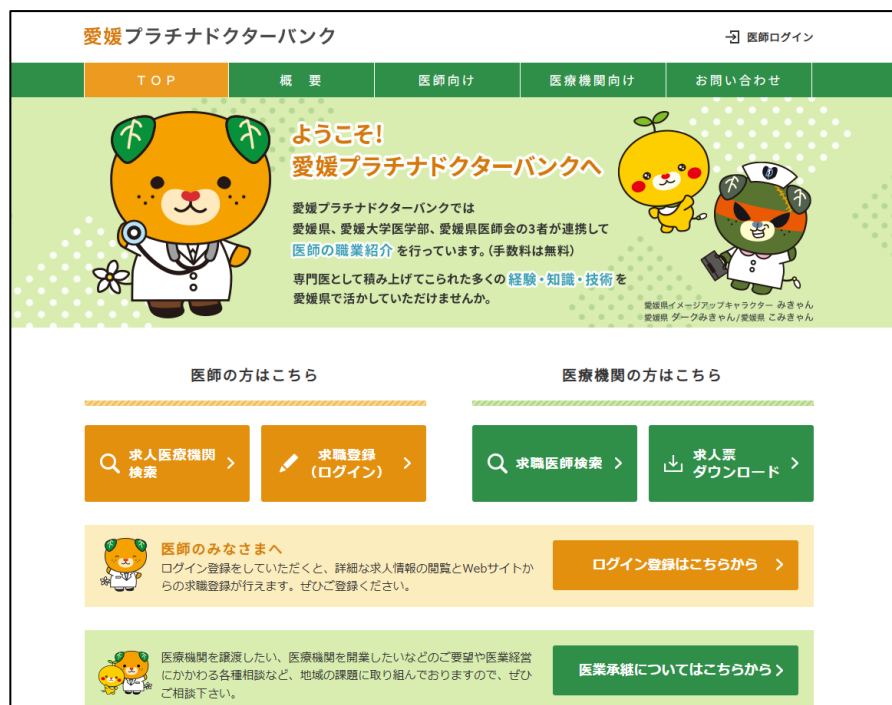 愛媛プラチナドクターバンク
医師ログイン
TOP
概 要
医師向け
医療機関向け
お問い合わせ
ようこそ!
愛媛プラチナドクターバンクへ
愛媛プラチナドクターバンクでは
愛媛県、愛媛大学医学部、愛媛県医師会の3者が連携して
医師の職業紹介 を行っています。(手数料は無料)
専門医として積み上げてこられた多くの 経験・知識・技術 を
愛媛県で活かしていただけませんか。
愛媛県イメージアップキャラクター みきゃん
愛媛県 ダークみきゃん/愛媛県 こみきゃん
医師の方はこちら
医療機関の方はこちら
求人医療機関
検索
求職登録
(ログイン)
求職医師検索
求人票
ダウンロード
医師のみなさまへ
ログイン登録をしていただくと、詳細な求人情報の閲覧とWebサイトか
らの求職登録が行えます。ぜひご登録ください。
ログイン登録はこちらから
医療機関を譲渡したい、医療機関を開業したいなどのご要望や医業経営
にかかわる各種相談など、地域の課題に取り組んでおりますので、ぜひ
ご相談下さい。
医業承継についてはこちらから